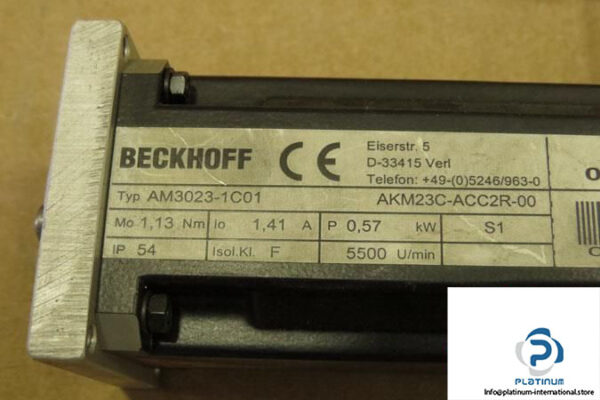 BECKHOFF CE
Eiserstr. 5
D-33415 Verl
Telefon: +49-(0)5246/963-0
Typ AM3023-1C01 AKM23C-ACC2R-00
Mo 1,13 Nm Io 1,41 A P 0,57 kW S1
IP 54 Isol.Kl. F 5500 U/min
P
PLATINUM
https://platinum-international.store/